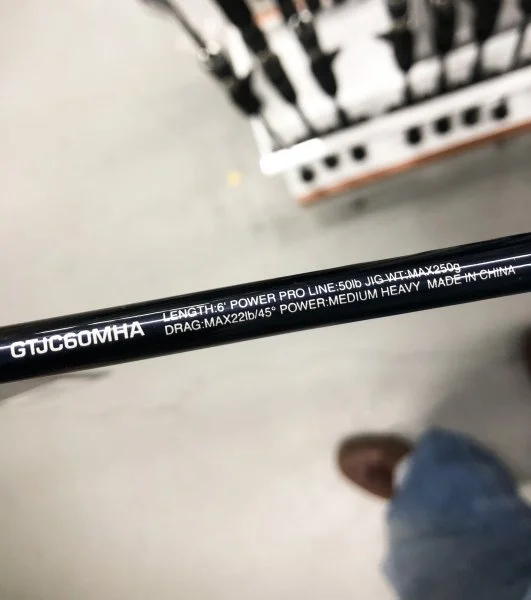 GTJC60MHA
LENGTH:6' POWER PRO LINE:50lb JIG WT:MAX250g
DRAG:MAX22lb/45° POWER:MEDIUM HEAVY MADE IN CHINA